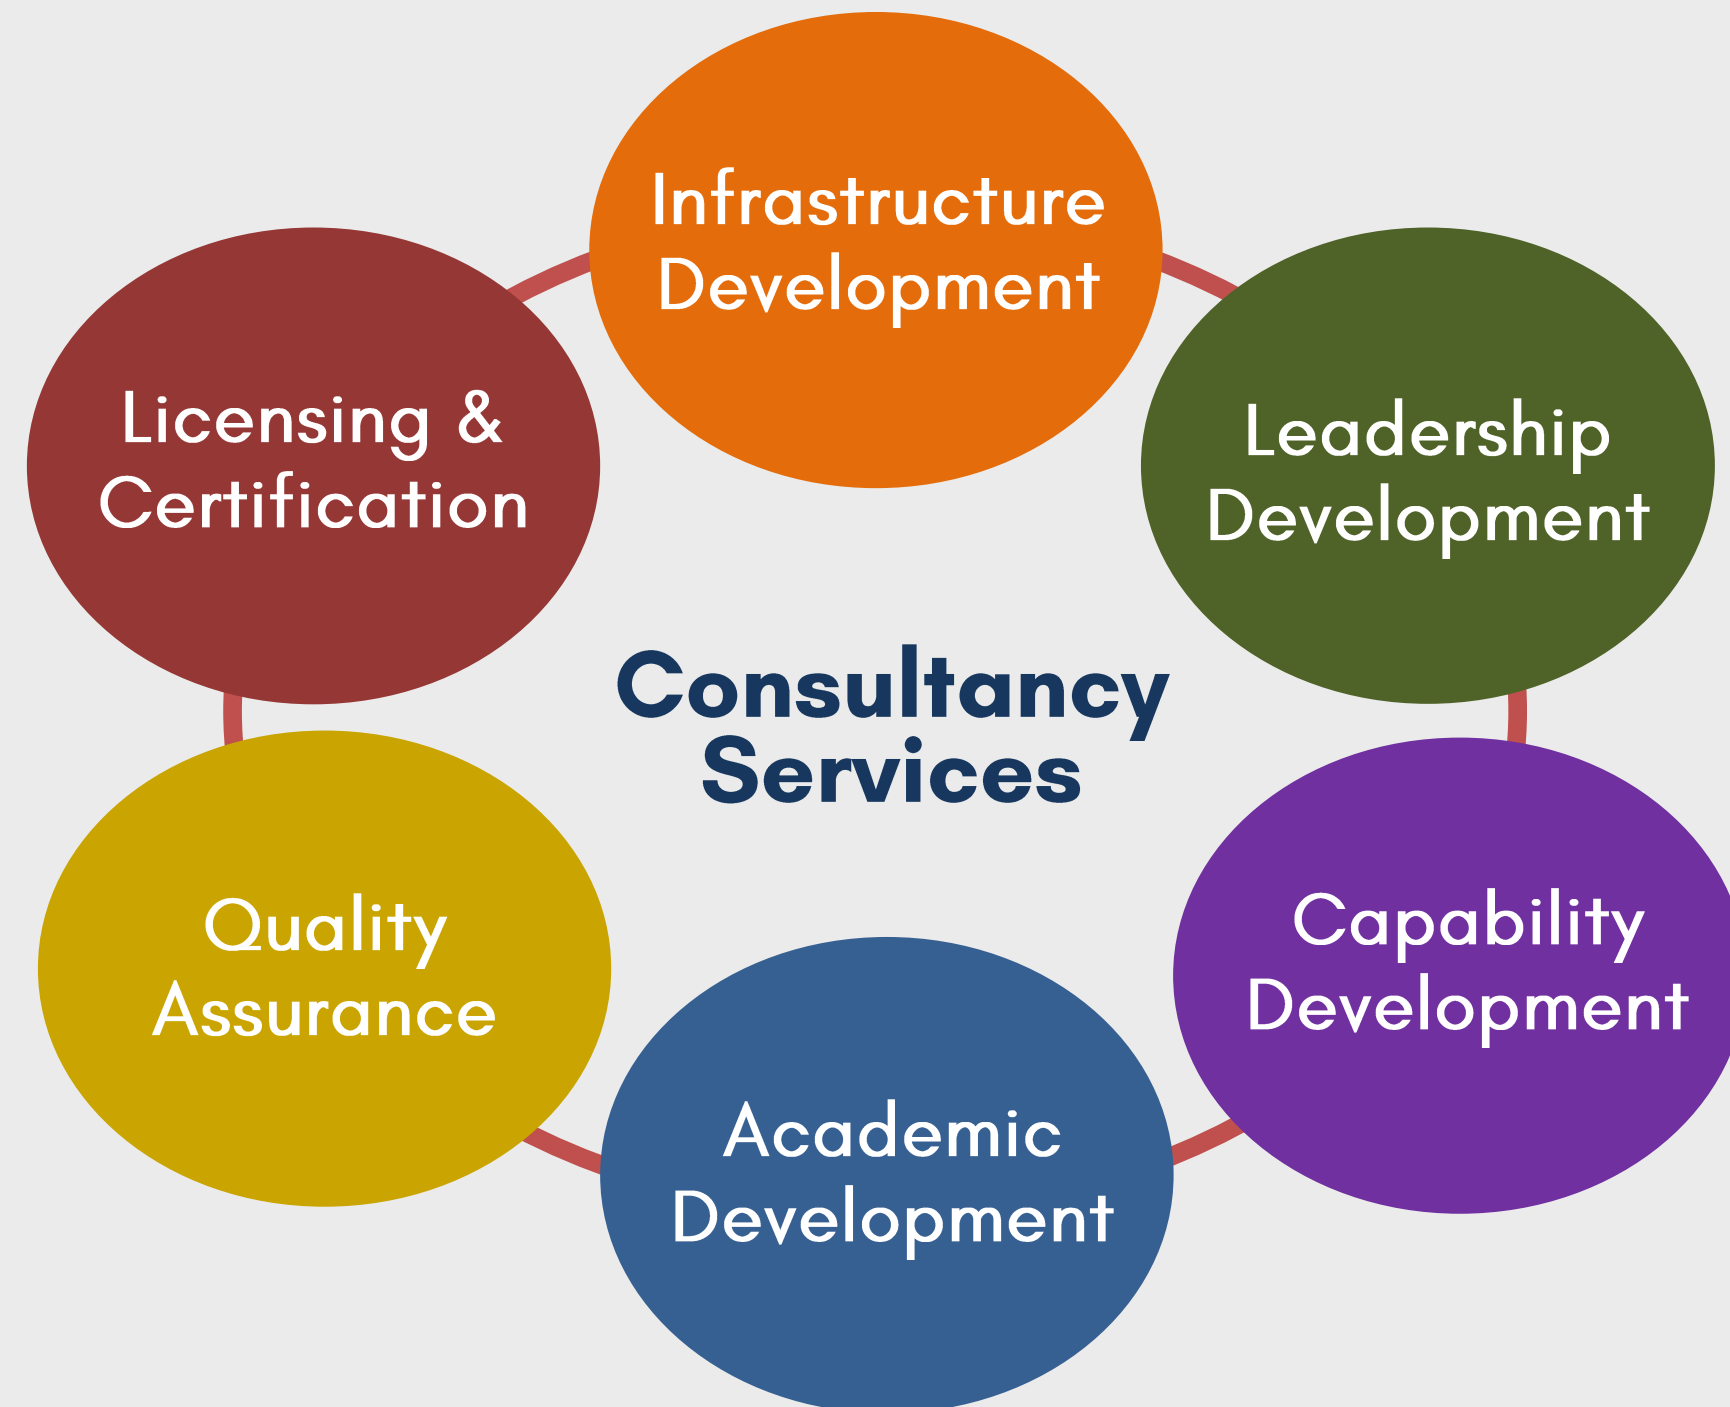 Infrastructure
Development
Leadership
Development
Capability
Development
Academic
Development
Quality
Assurance
Licensing &
Certification
Consultancy
Services